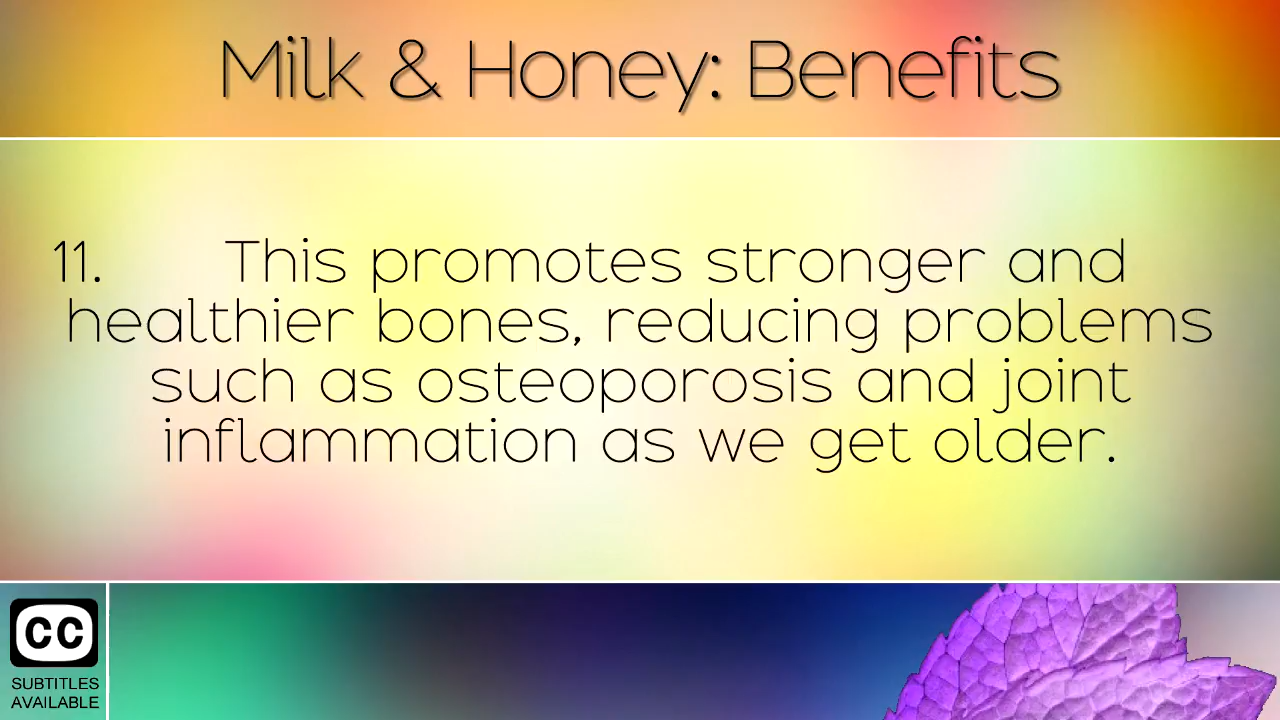 Milk & Honey: Benefits
11. This promotes stronger and
healthier bones, reducing problems
such as osteoporosis and joint
inflammation as we get older.
CC
SUBTITLES
AVAILABLE